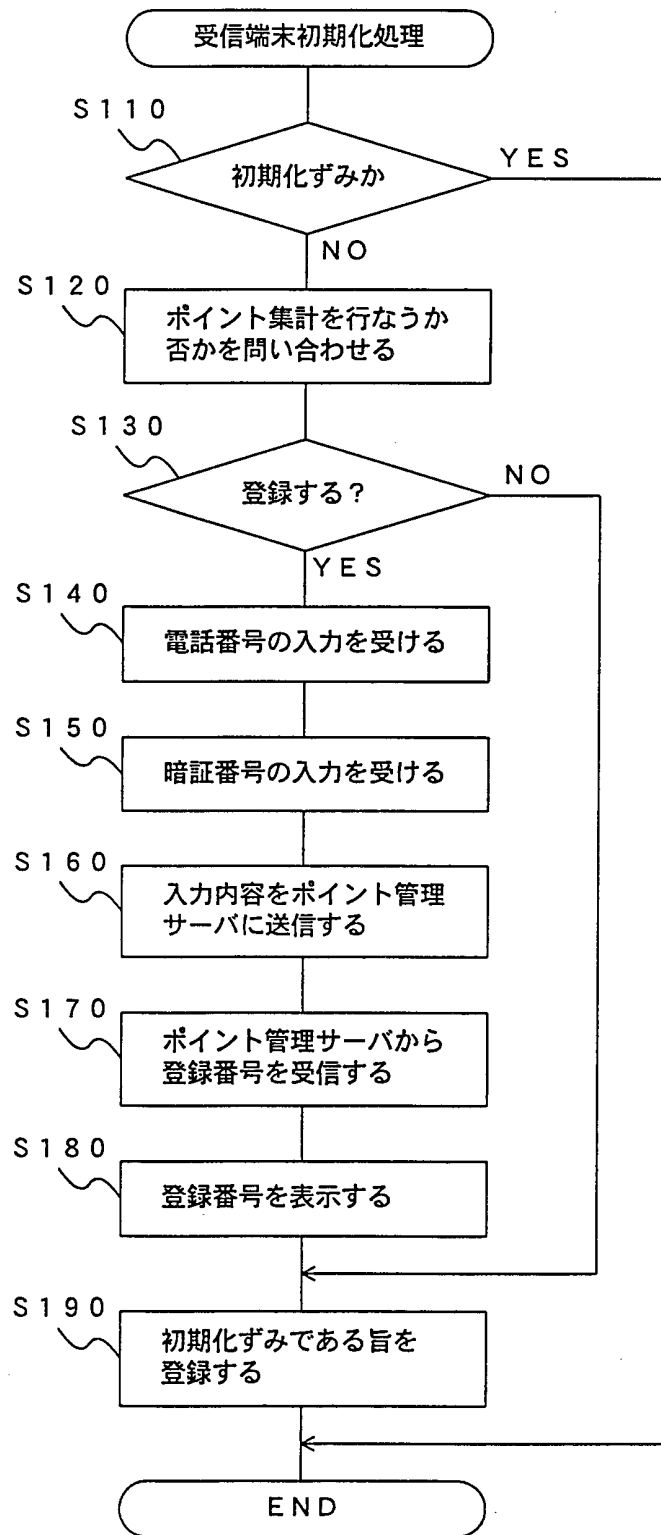 受信端末初期化処理
S110
初期化ずみか
YES
NO
S120
ポイント集計を行なうか
否かを問い合わせる
S130
登録する?
NO
YES
S140
電話番号の入力を受ける
S150
暗証番号の入力を受ける
S160
入力内容をポイント管理
サーバに送信する
S170
ポイント管理サーバから
登録番号を受信する
S180
登録番号を表示する
S190
初期化ずみである旨を
登録する
END